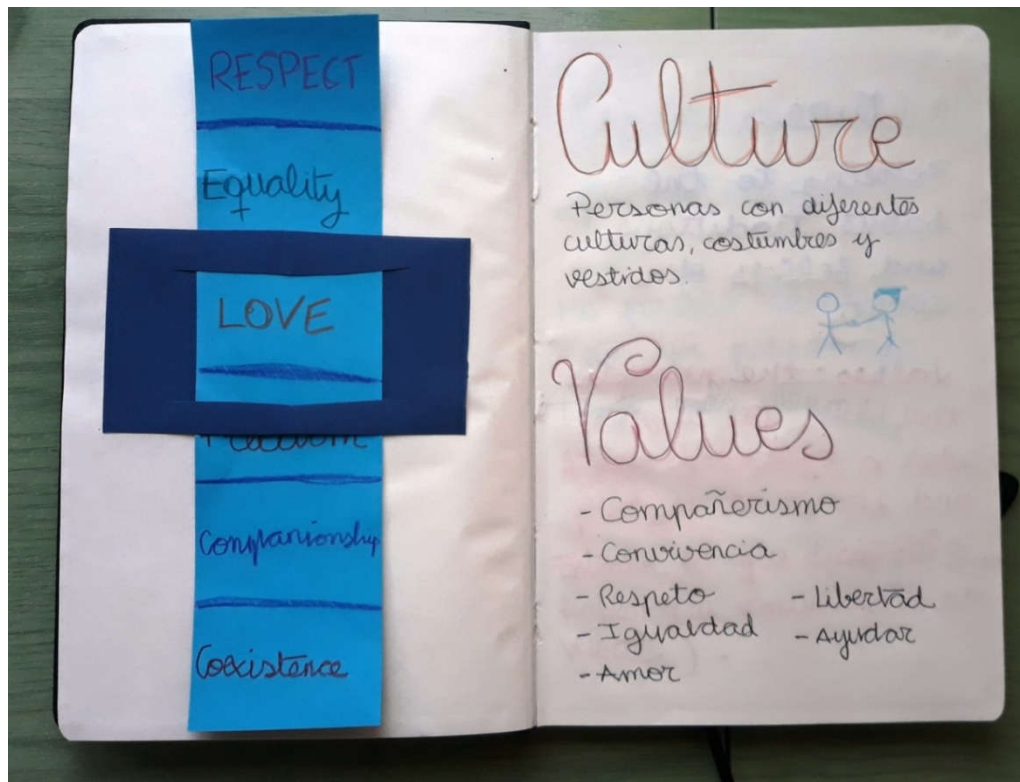 RESPECT
Equality
LOVE
Freedom
Companionship
Coexistence
Culture
Personas con diferentes
culturas, costumbres y
vestidos.
Values
- Compañerismo
- Convivencia
- Respeto
- Igualdad
- Amor
- Libertad
- Ayudar